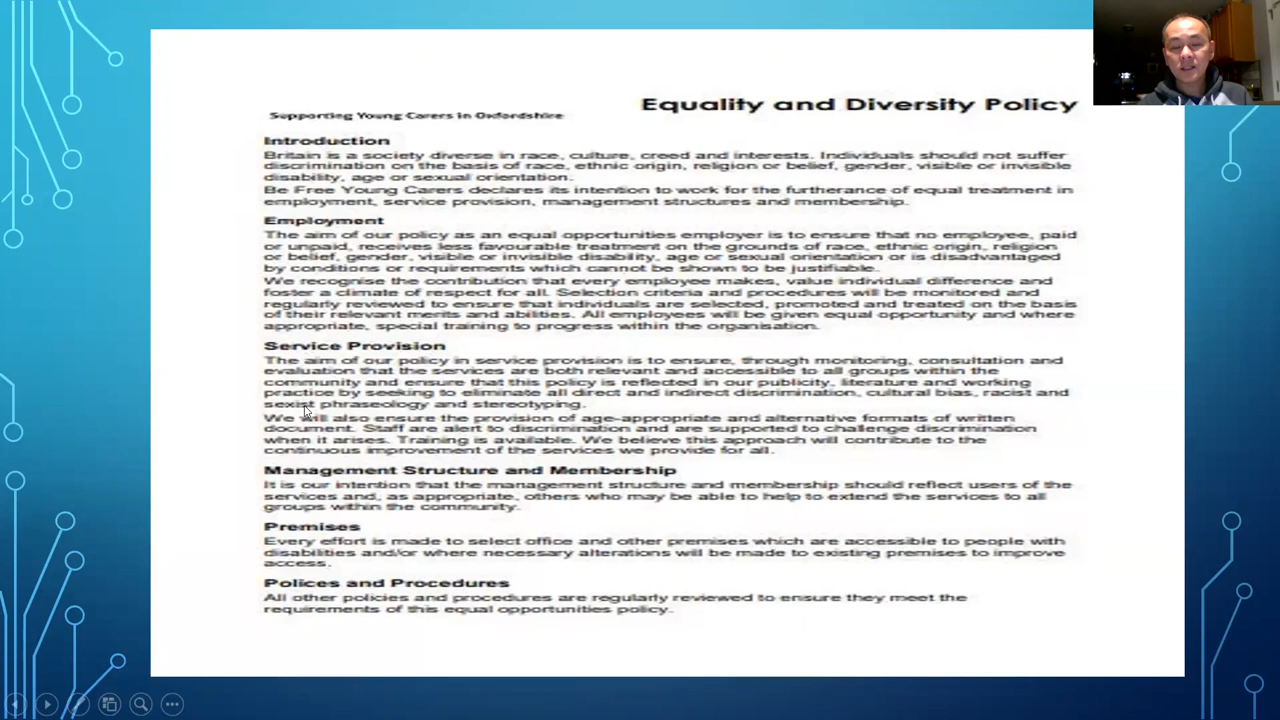 Equality and Diversity Policy
Supporting Young Carers in Oxfordshire
Introduction
Britain is a society diverse in race, culture, creed and interests. Individuals should not suffer
discrimination on the basis of race, ethnic origin, religion or belief, gender, visible or invisible
disability, age or sexual orientation.
Be Free Young Carers declares its intention to work for the furtherance of equal treatment in
employment, service provision, management structures and membership.
Employment
The aim of our policy as an equal opportunities employer is to ensure that no employee, paid
or unpaid, receives less favourable treatment on the grounds of race, ethnic origin, religion
or belief, gender, visible or invisible disability, age or sexual orientation or is disadvantaged
by conditions or requirements which cannot be shown to be justifiable.
We recognise the contribution that every employee makes, value individual difference and
foster a climate of respect for all. Selection criteria and procedures will be monitored and
regularly reviewed to ensure that individuals are selected, promoted and treated on the basis
of their relevant merits and abilities. All employees will be given equal opportunity and where
appropriate, special training to progress within the organisation.
Service Provision
The aim of our policy in service provision is to ensure, through monitoring, consultation and
evaluation that the services are both relevant and accessible to all groups within the
community and ensure that this policy is reflected in our publicity, literature and working
practice by seeking to eliminate all direct and indirect discrimination, cultural bias, racist and
sexist phraseology and stereotyping.
We will also ensure the provision of age-appropriate and alternative formats of written
document. Staff are alert to discrimination and are supported to challenge discrimination
when it arises. Training is available. We believe this approach will contribute to the
continuous improvement of the services we provide for all.
Management Structure and Membership
It is our intention that the management structure and membership should reflect users of the
services and, as appropriate, others who may be able to help to extend the services to all
groups within the community.
Premises
Every effort is made to select office and other premises which are accessible to people with
disabilities and/or where necessary alterations will be made to existing premises to improve
access.
Polices and Procedures
All other policies and procedures are regularly reviewed to ensure they meet the
requirements of this equal opportunities policy.